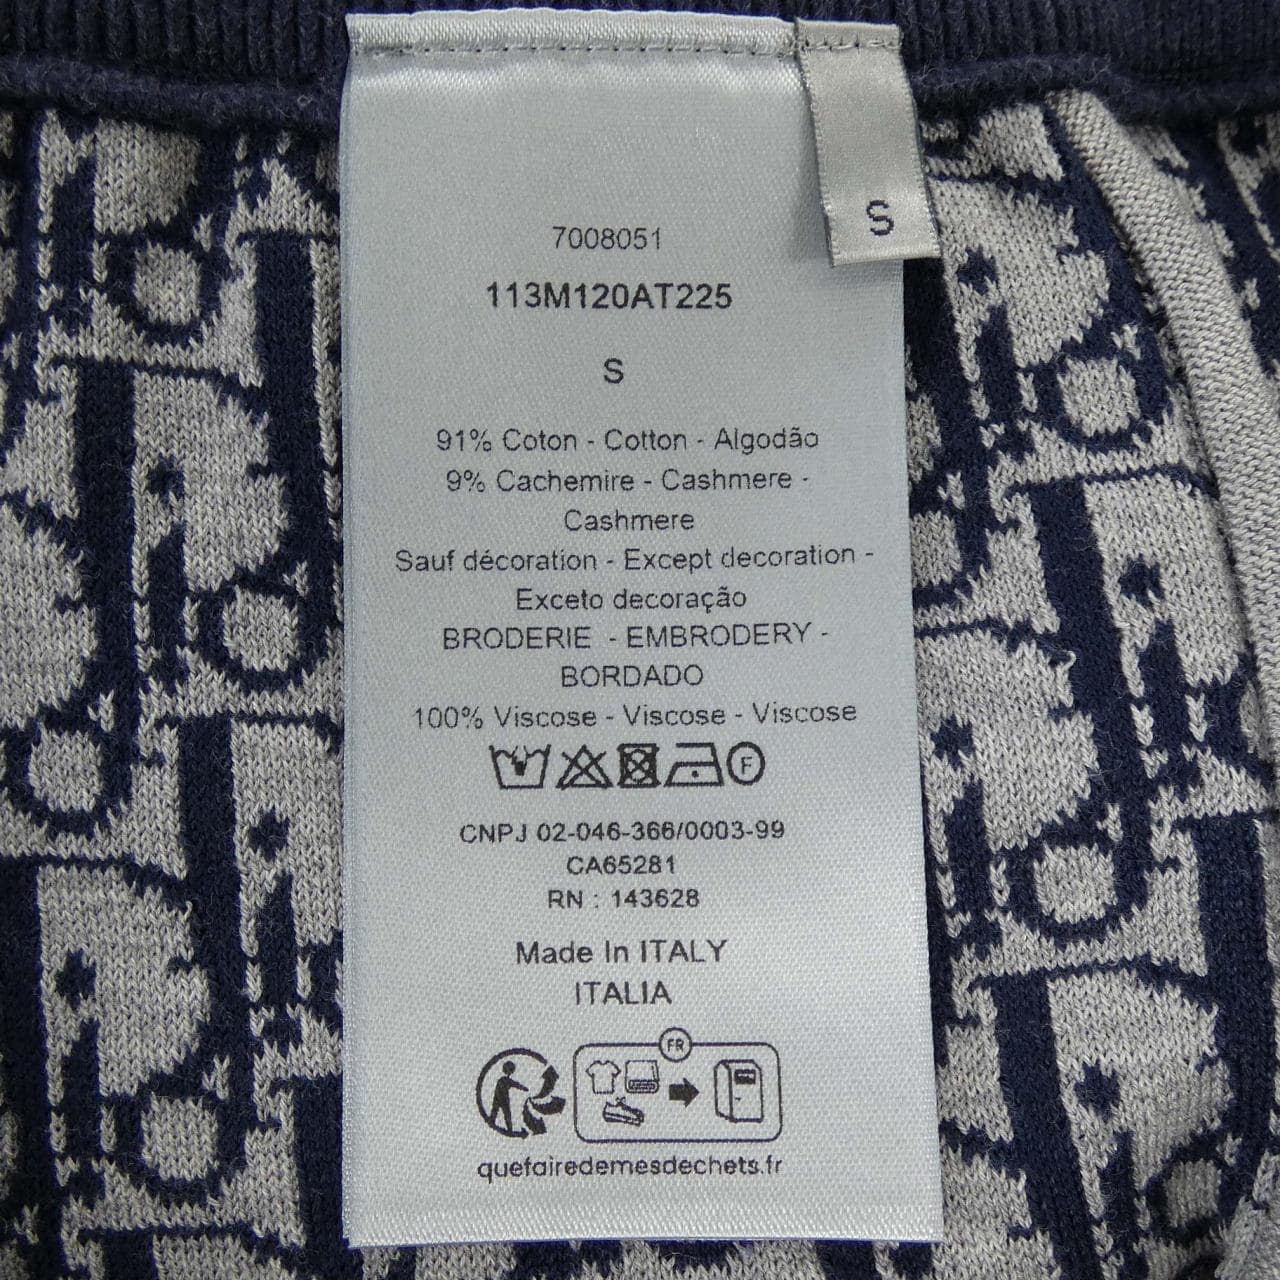 S
7008051
113M120AT225
S
91% Coton - Cotton - Algodão
9% Cachemire - Cashmere -
Cashmere
Sauf décoration - Except decoration -
Exceto decoração
BRODERIE - EMBRODERY -
BORDADO
100% Viscose - Viscose - Viscose
F
CNPJ 02-046-366/0003-99
CA65281
RN : 143628
Made In ITALY
ITALIA
FR
quefairedemesdechets.fr